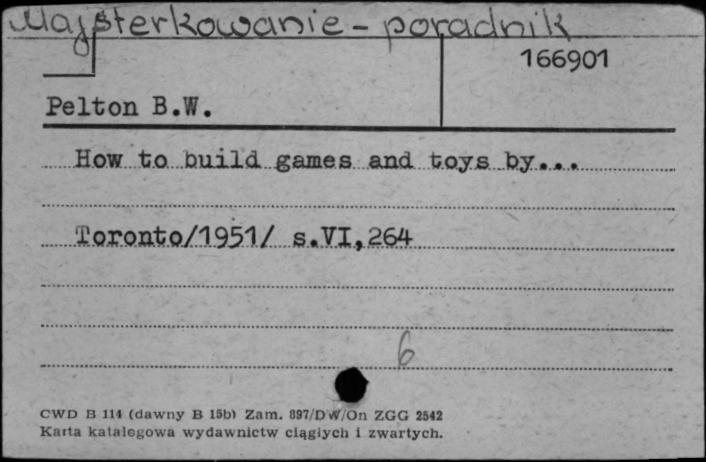 Majsterkowanie - poradnik
166901
Pelton B.W.
How to build games and toys by...
Toronto/1951/ s.VI,264
6
CWD B 114 (dawny B 15b) Zam. 897/DW/On ZGG 2542
Karta katalogowa wydawnictw ciągłych i zwartych.